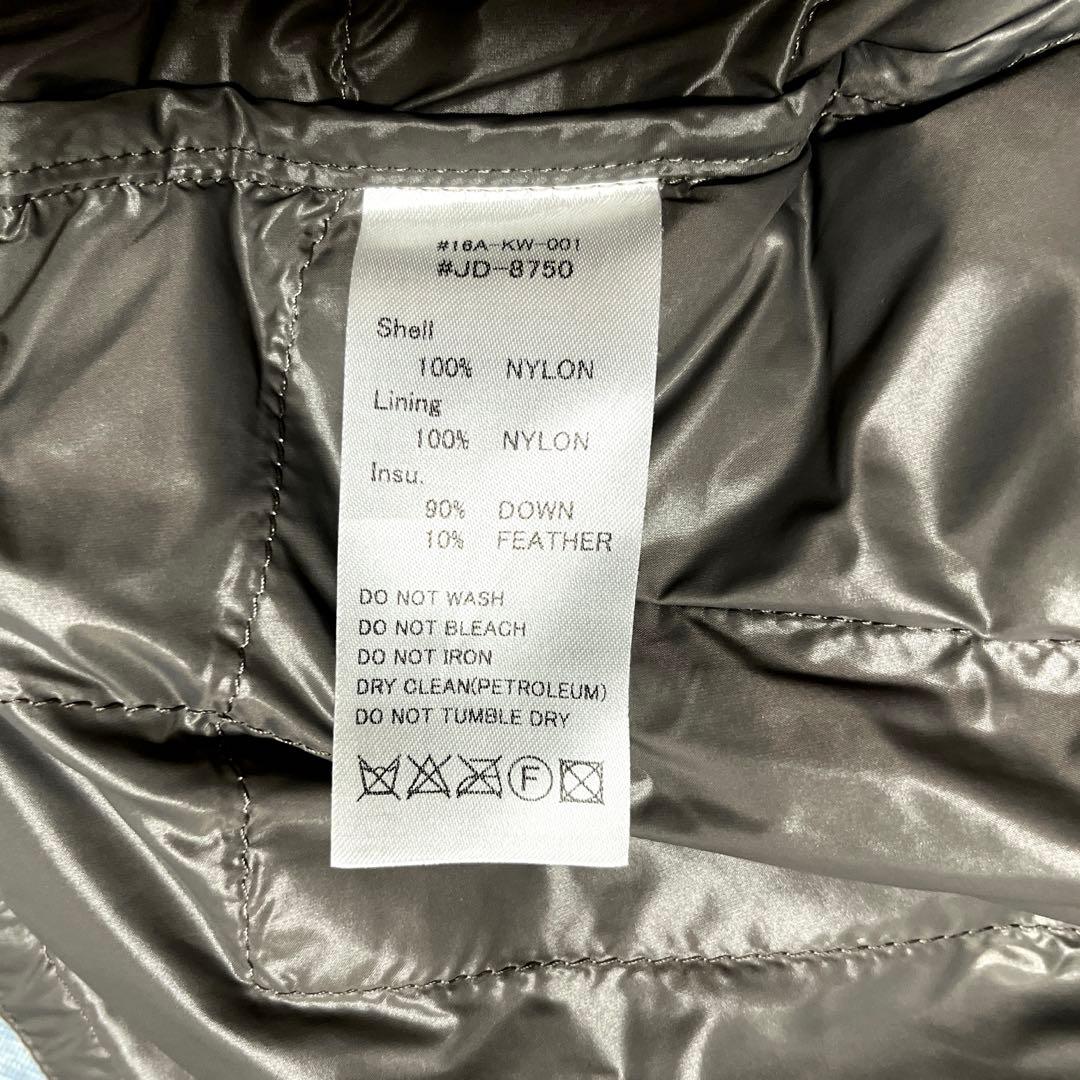 #16A-KW-001
#JD-8750
Shell
100% NYLON
Lining
100% NYLON
Insu.
90% DOWN
10% FEATHER
DO NOT WASH
DO NOT BLEACH
DO NOT IRON
DRY CLEAN(PETROLEUM)
DO NOT TUMBLE DRY
F